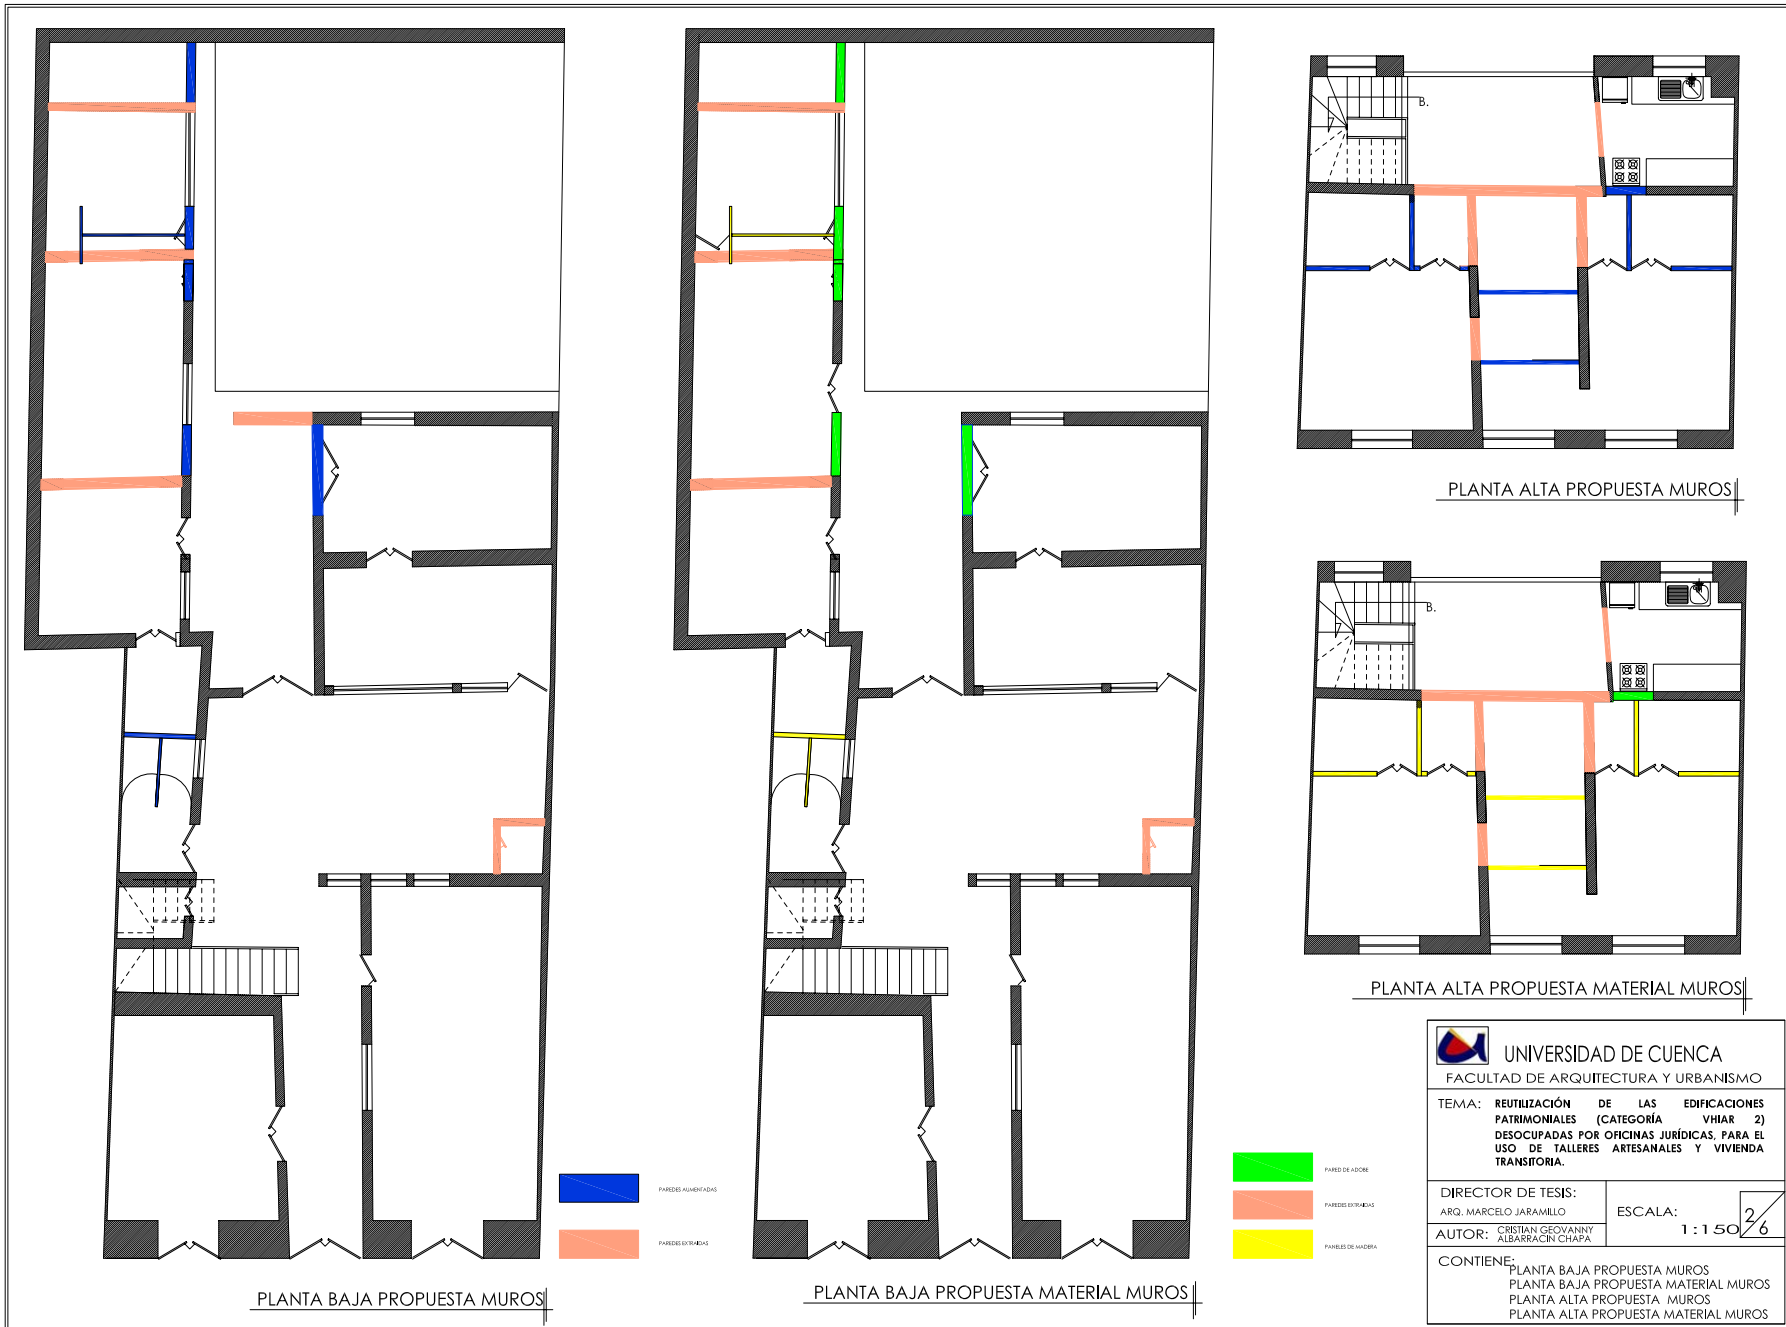 B.
PLANTA ALTA PROPUESTA MUROS
B.
PLANTA ALTA PROPUESTA MATERIAL MUROS
PAREDES AUMENTADAS
PAREDES EXTRAIDAS
PLANTA BAJA PROPUESTA MUROS
PARED DE ADOBE
PAREDES EXTRAIDAS
PANELES DE MADERA
PLANTA BAJA PROPUESTA MATERIAL MUROS
UNIVERSIDAD DE CUENCA
FACULTAD DE ARQUITECTURA Y URBANISMO
TEMA: REUTILIZACIÓN DE LAS EDIFICACIONES
PATRIMONIALES (CATEGORÍA VHIAR 2)
DESOCUPADAS POR OFICINAS JURÍDICAS, PARA EL
USO DE TALLERES ARTESANALES Y VIVIENDA
TRANSITORIA.
DIRECTOR DE TESIS:
ARQ. MARCELO JARAMILLO
AUTOR: CRISTIAN GEOVANNY
ALBARRACÍN CHAPA
ESCALA:
1:150
2/6
CONTIENE:
PLANTA BAJA PROPUESTA MUROS
PLANTA BAJA PROPUESTA MATERIAL MUROS
PLANTA ALTA PROPUESTA MUROS
PLANTA ALTA PROPUESTA MATERIAL MUROS